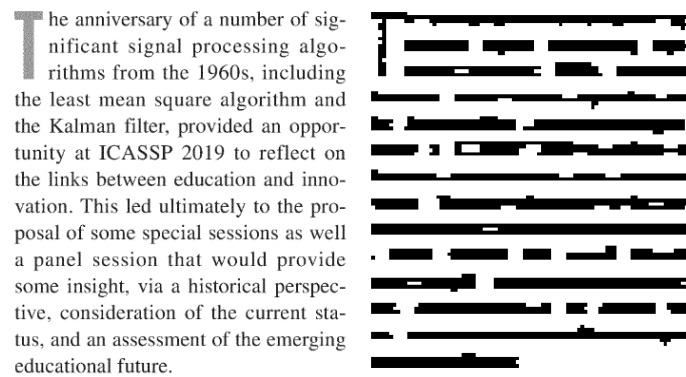 The anniversary of a number of sig-
nificant signal processing algo-
rithms from the 1960s, including
the least mean square algorithm and
the Kalman filter, provided an oppor-
tunity at ICASSP 2019 to reflect on
the links between education and inno-
vation. This led ultimately to the pro-
posal of some special sessions as well
a panel session that would provide
some insight, via a historical perspec-
tive, consideration of the current sta-
tus, and an assessment of the emerging
educational future.